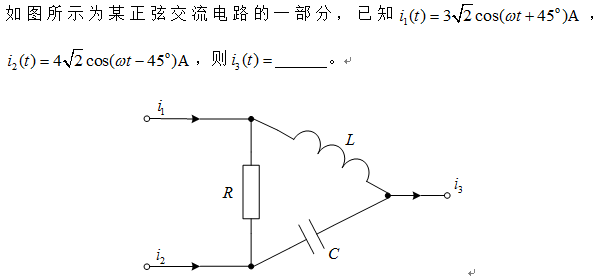 如图所示为某正弦交流电路的一部分，已知 i₁(t) = 3√2 cos(ωt + 45°)A ，
i₂(t) = 4√2 cos(ωt − 45°)A ，则 i₃(t) = ______ 。
i₁
L
R
i₃
i₂
C